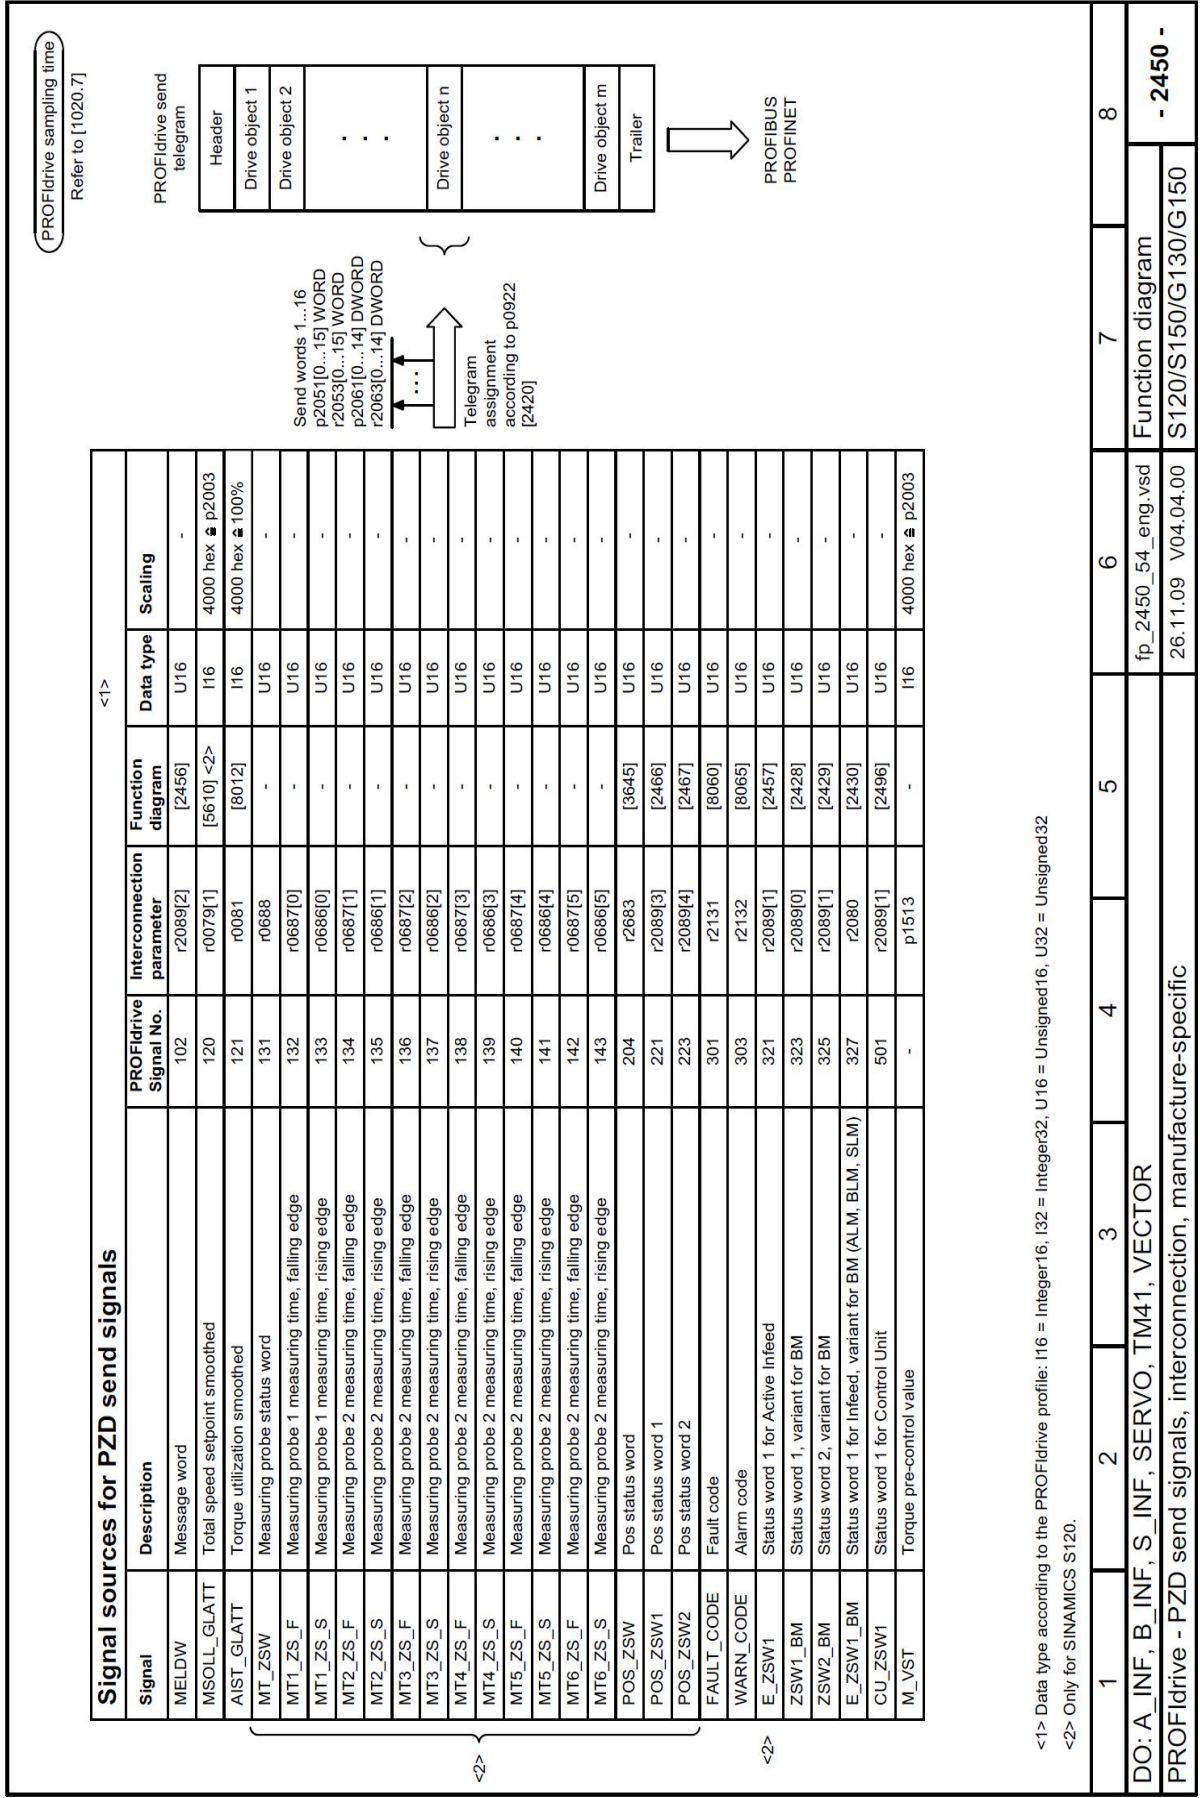 PROFIdrive sampling time
Refer to [1020.7]
Signal sources for PZD send signals
<1>
Signal Description PROFIdrive Signal No. Interconnection parameter Function diagram Data type Scaling
MELDW Message word 102 r2089[2] [2456] U16 -
MSOLL_GLATT Total speed setpoint smoothed 120 r0079[1] [5610] <2> I16 4000 hex ≙ p2003
AIST_GLATT Torque utilization smoothed 121 r0081 [8012] I16 4000 hex ≙ 100%
MT_ZSW Measuring probe status word 131 r0688 - U16 -
MT1_ZS_F Measuring probe 1 measuring time, falling edge 132 r0687[0] - U16 -
MT1_ZS_S Measuring probe 1 measuring time, rising edge 133 r0686[0] - U16 -
MT2_ZS_F Measuring probe 2 measuring time, falling edge 134 r0687[1] - U16 -
MT2_ZS_S Measuring probe 2 measuring time, rising edge 135 r0686[1] - U16 -
MT3_ZS_F Measuring probe 2 measuring time, falling edge 136 r0687[2] - U16 -
MT3_ZS_S Measuring probe 2 measuring time, rising edge 137 r0686[2] - U16 -
MT4_ZS_F Measuring probe 2 measuring time, falling edge 138 r0687[3] - U16 -
MT4_ZS_S Measuring probe 2 measuring time, rising edge 139 r0686[3] - U16 -
MT5_ZS_F Measuring probe 2 measuring time, falling edge 140 r0687[4] - U16 -
MT5_ZS_S Measuring probe 2 measuring time, rising edge 141 r0686[4] - U16 -
MT6_ZS_F Measuring probe 2 measuring time, falling edge 142 r0687[5] - U16 -
MT6_ZS_S Measuring probe 2 measuring time, rising edge 143 r0686[5] - U16 -
POS_ZSW Pos status word 204 r2683 [3645] U16 -
POS_ZSW1 Pos status word 1 221 r2089[3] [2466] U16 -
POS_ZSW2 Pos status word 2 223 r2089[4] [2467] U16 -
FAULT_CODE Fault code 301 r2131 [8060] U16 -
WARN_CODE Alarm code 303 r2132 [8065] U16 -
E_ZSW1 Status word 1 for Active Infeed 321 r2089[1] [2457] U16 -
ZSW1_BM Status word 1, variant for BM 323 r2089[0] [2428] U16 -
ZSW2_BM Status word 2, variant for BM 325 r2089[1] [2429] U16 -
E_ZSW1_BM Status word 1 for Infeed, variant for BM (ALM, BLM, SLM) 327 r2080 [2430] U16 -
CU_ZSW1 Status word 1 for Control Unit 501 r2089[1] [2496] U16 -
M_VST Torque pre-control value - p1513 - I16 4000 hex ≙ p2003
<2>
<2>
Send words 1...16
p2051[0...15] WORD
r2053[0...15] WORD
p2061[0...14] DWORD
r2063[0...14] DWORD
...
Telegram
assignment
according to p0922
[2420]
PROFIdrive send
telegram
Header
Drive object 1
Drive object 2
. . .
Drive object n
. . .
Drive object m
Trailer
PROFIBUS
PROFINET
<1> Data type according to the PROFIdrive profile: I16 = Integer16, I32 = Integer32, U16 = Unsigned16, U32 = Unsigned32
<2> Only for SINAMICS S120.
1 2 3 4 5 6 7 8
DO: A_INF, B_INF, S_INF, SERVO, TM41, VECTOR fp_2450_54_eng.vsd Function diagram - 2450 -
PROFIdrive - PZD send signals, interconnection, manufacture-specific 26.11.09 V04.04.00 S120/S150/G130/G150